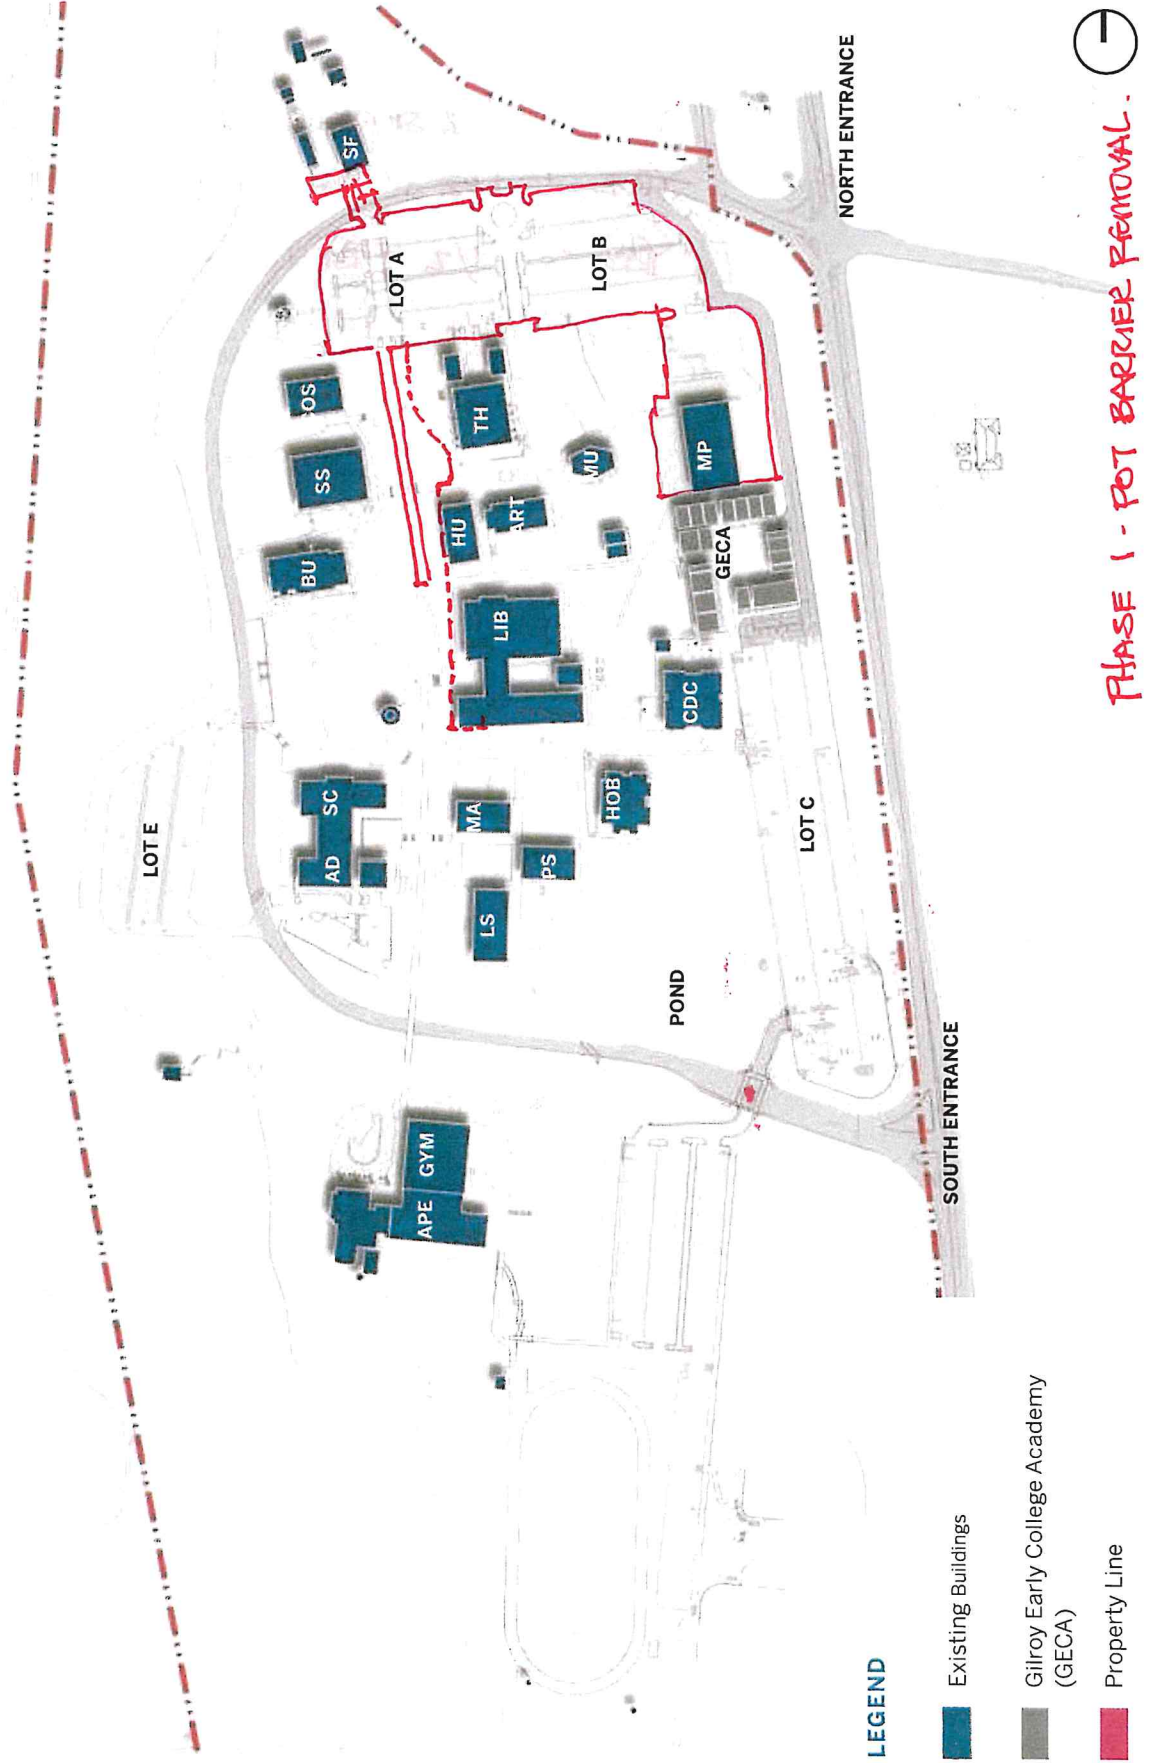 SF
NORTH ENTRANCE
LOT A
LOT B
OS
TH
SS
MU
MP
BU
HU
ART
GECA
LIB
CDC
SC
AD
MA
HOB
PS
LS
LOT E
LOT C
POND
SOUTH ENTRANCE
GYM
APE
PHASE 1 - POT BARRIER REMOVAL.
LEGEND
Existing Buildings
Gilroy Early College Academy
(GECA)
Property Line